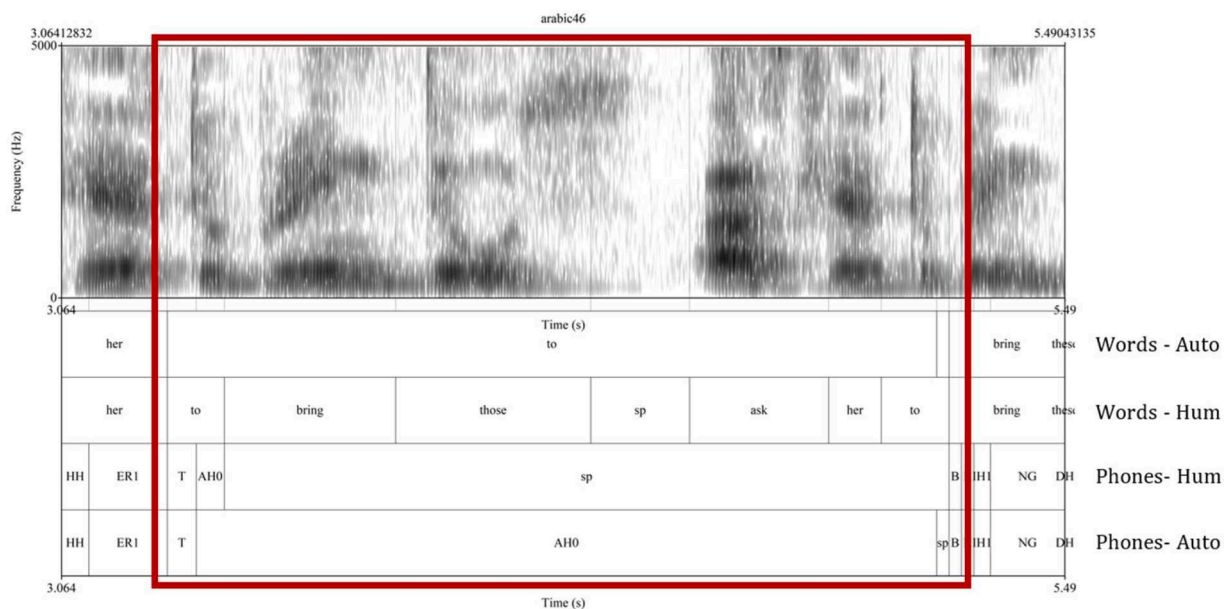 arabic46
3.06412832 5.49043135
5000
Frequency (Hz)
0
3.064 5.49
Time (s)
her to bring these Words - Auto
her to bring those sp ask her to bring these Words - Hum
HH ER1 T AH0 sp B IH1 NG DH Phones- Hum
HH ER1 T AH0 sp B IH1 NG DH Phones- Auto
3.064 5.49
Time (s)